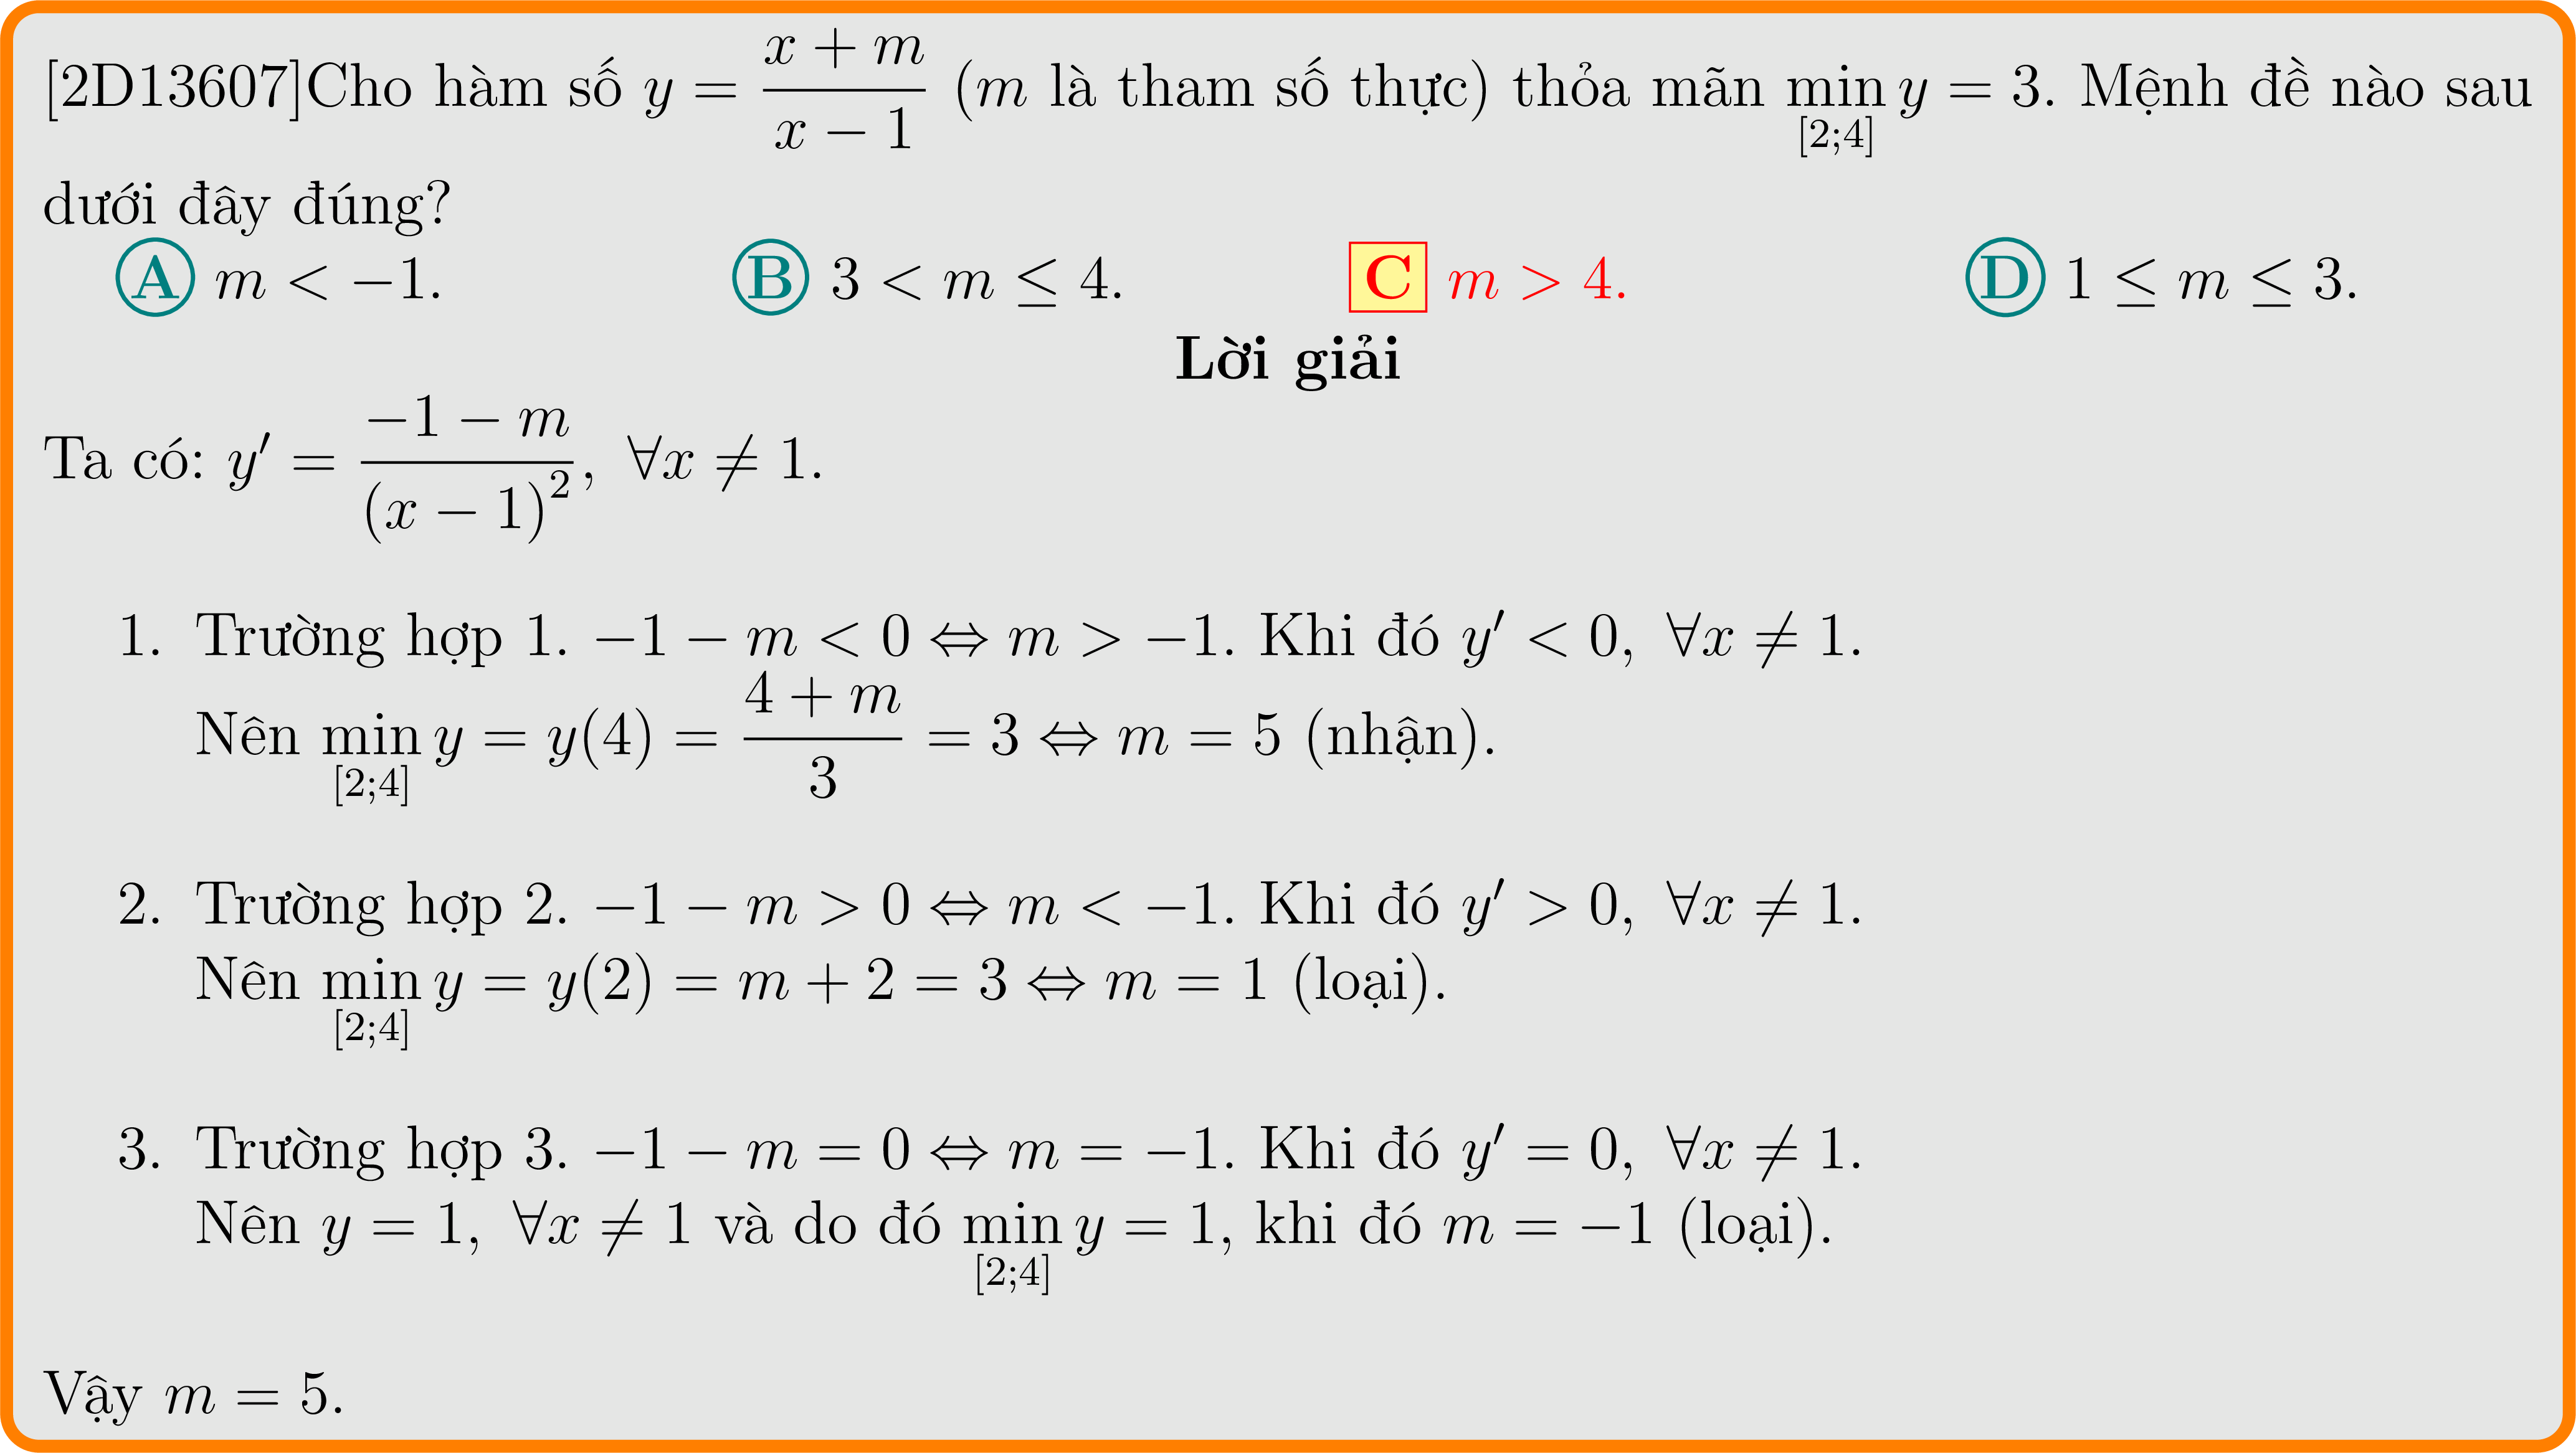 [2D13607]Cho hàm số $y = \dfrac{x+m}{x-1}$ ($m$ là tham số thực) thỏa mãn $\min\limits_{[2;4]} y = 3$. Mệnh đề nào sau
dưới đây đúng?
A $m < -1$. B $3 < m \leq 4$. C $m > 4$. D $1 \leq m \leq 3$.
Lời giải
Ta có: $y' = \dfrac{-1-m}{(x-1)^2}$, $\forall x \neq 1$.
1. Trường hợp 1. $-1-m < 0 \Leftrightarrow m > -1$. Khi đó $y' < 0$, $\forall x \neq 1$.
Nên $\min\limits_{[2;4]} y = y(4) = \dfrac{4+m}{3} = 3 \Leftrightarrow m = 5$ (nhận).
2. Trường hợp 2. $-1-m > 0 \Leftrightarrow m < -1$. Khi đó $y' > 0$, $\forall x \neq 1$.
Nên $\min\limits_{[2;4]} y = y(2) = m+2 = 3 \Leftrightarrow m = 1$ (loại).
3. Trường hợp 3. $-1-m = 0 \Leftrightarrow m = -1$. Khi đó $y' = 0$, $\forall x \neq 1$.
Nên $y = 1$, $\forall x \neq 1$ và do đó $\min\limits_{[2;4]} y = 1$, khi đó $m = -1$ (loại).
Vậy $m = 5$.